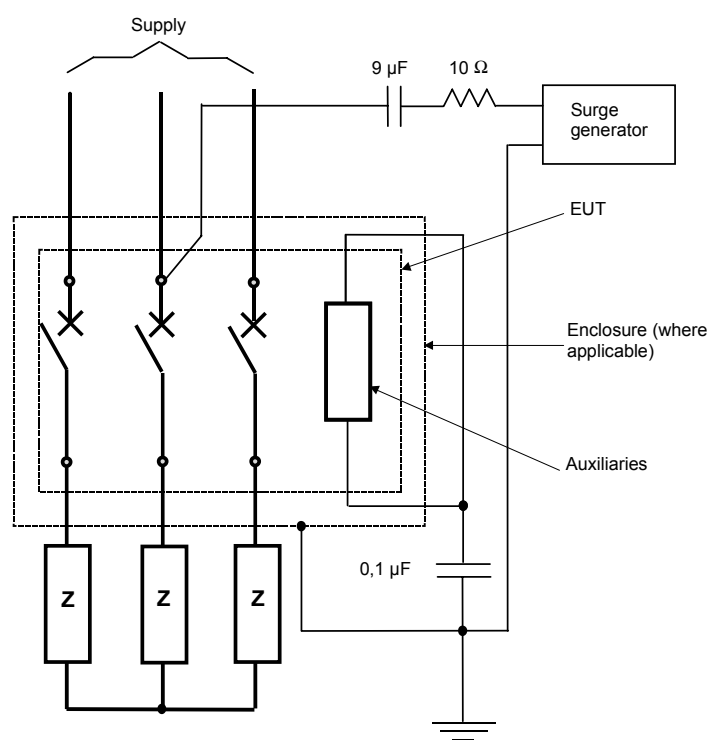 Supply
9 µF
10 Ω
Surge
generator
EUT
Enclosure (where
applicable)
Auxiliaries
0,1 µF
Z
Z
Z